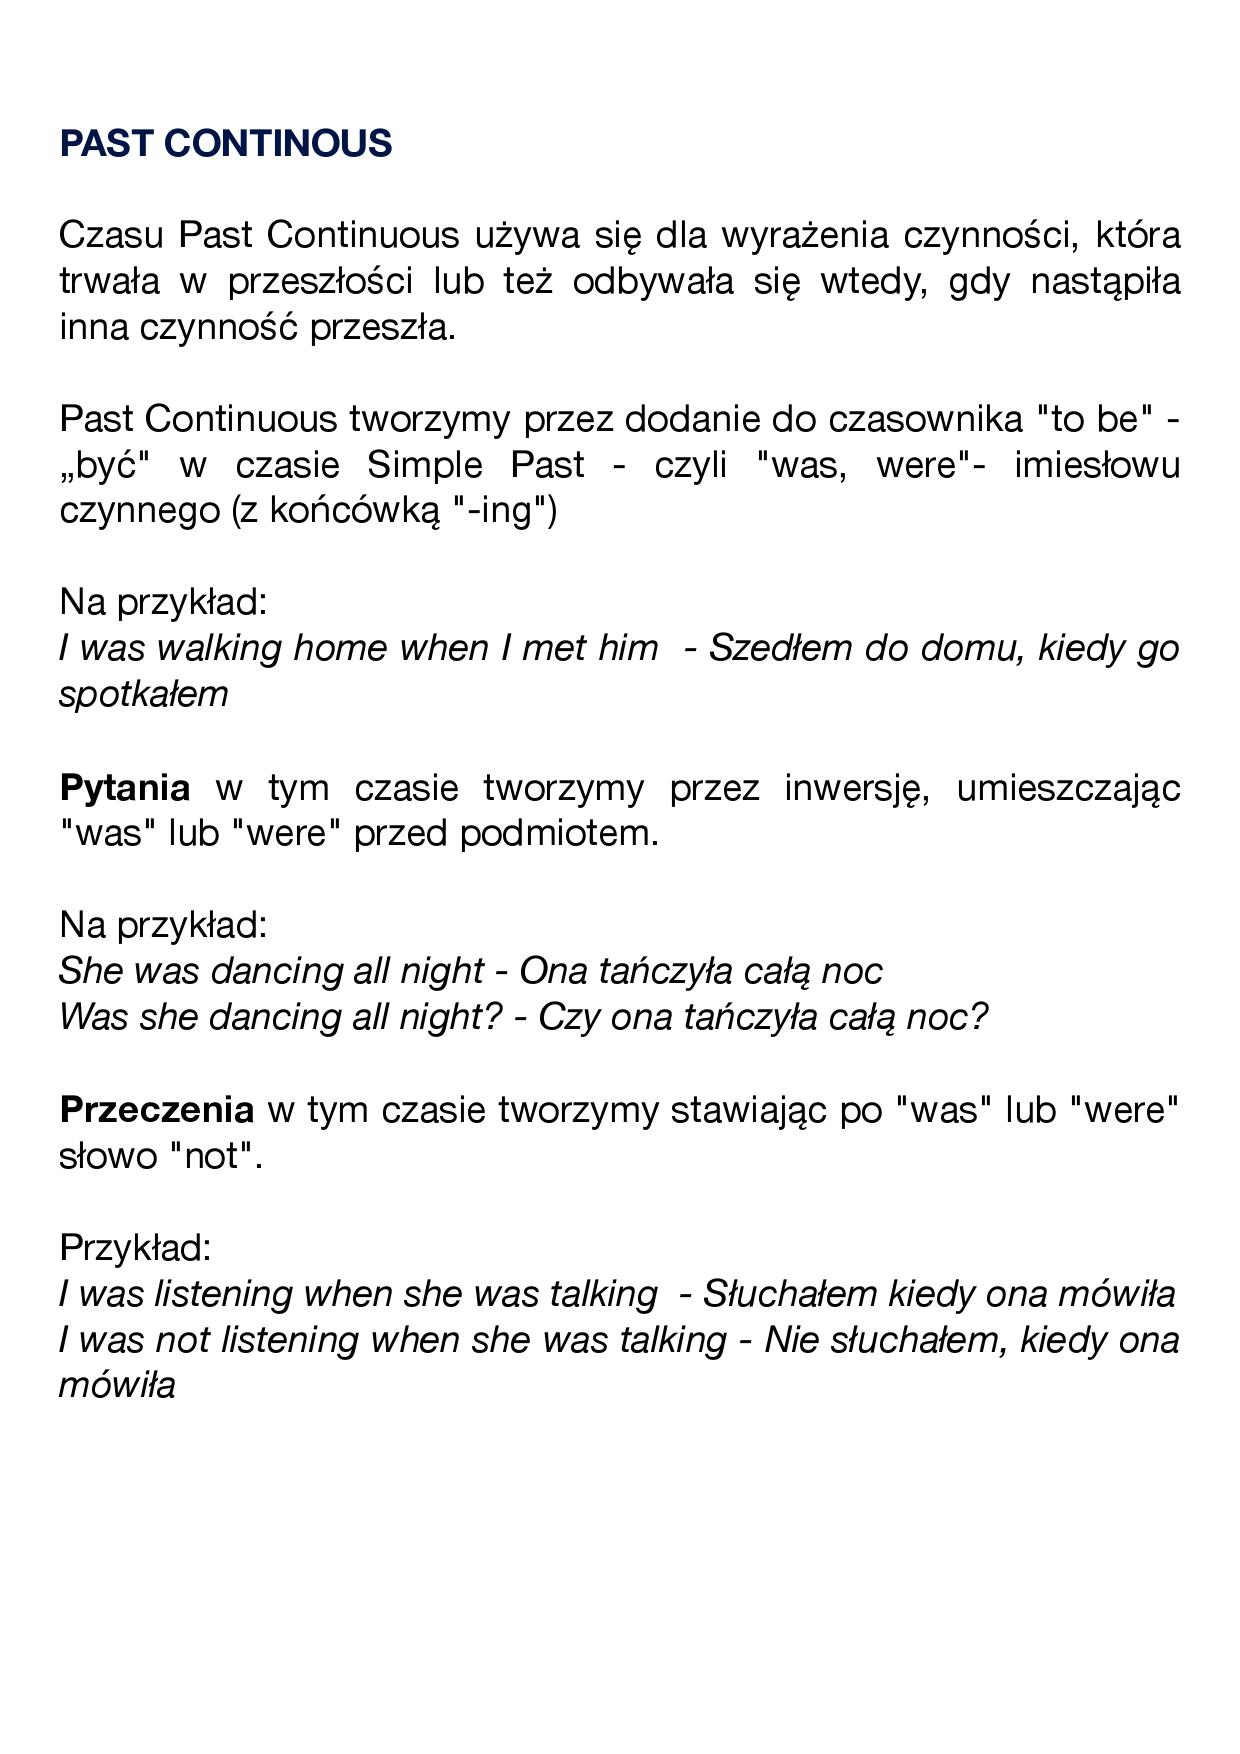 PAST CONTINOUS
Czasu Past Continuous używa się dla wyrażenia czynności, która
trwała w przeszłości lub też odbywała się wtedy, gdy nastąpiła
inna czynność przeszła.
Past Continuous tworzymy przez dodanie do czasownika "to be" -
„być" w czasie Simple Past - czyli "was, were"- imiesłowu
czynnego (z końcówką "-ing")
Na przykład:
I was walking home when I met him  - Szedłem do domu, kiedy go
spotkałem
Pytania w tym czasie tworzymy przez inwersję, umieszczając
"was" lub "were" przed podmiotem.
Na przykład:
She was dancing all night - Ona tańczyła całą noc
Was she dancing all night? - Czy ona tańczyła całą noc?
Przeczenia w tym czasie tworzymy stawiając po "was" lub "were"
słowo "not".
Przykład:
I was listening when she was talking  - Słuchałem kiedy ona mówiła
I was not listening when she was talking - Nie słuchałem, kiedy ona
mówiła